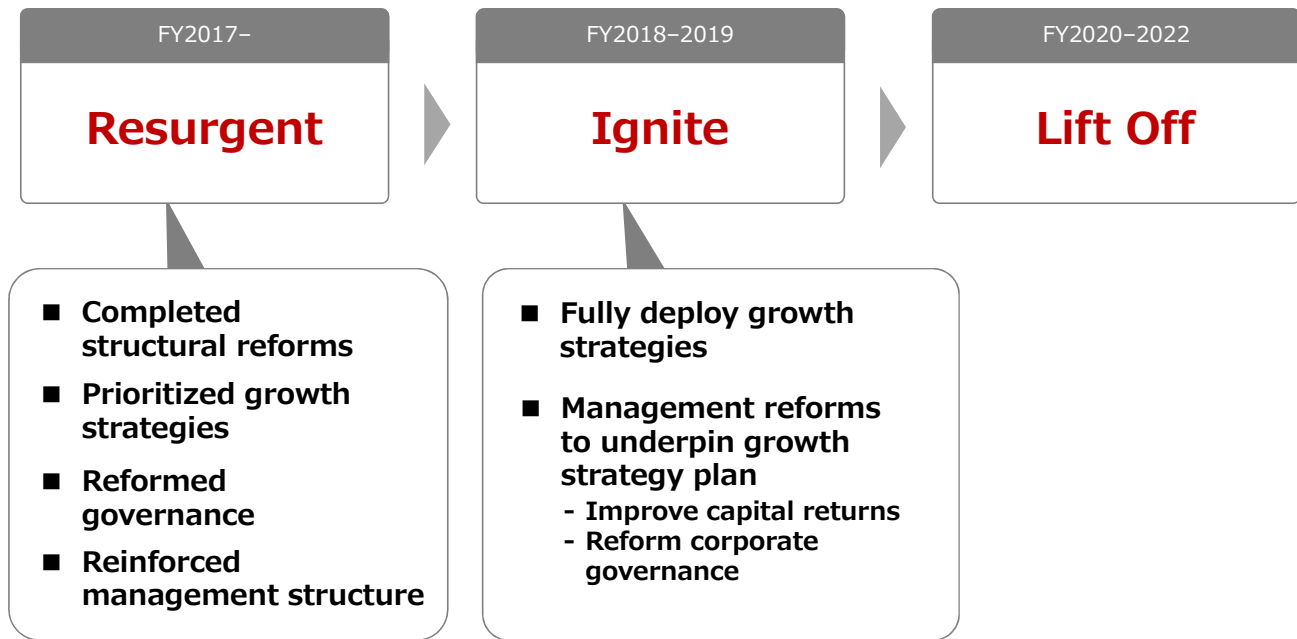 FY2017–
Resurgent
FY2018–2019
Ignite
FY2020–2022
Lift Off
■ Completed
structural reforms
■ Prioritized growth
strategies
■ Reformed
governance
■ Reinforced
management structure
■ Fully deploy growth
strategies
■ Management reforms
to underpin growth
strategy plan
- Improve capital returns
- Reform corporate
governance